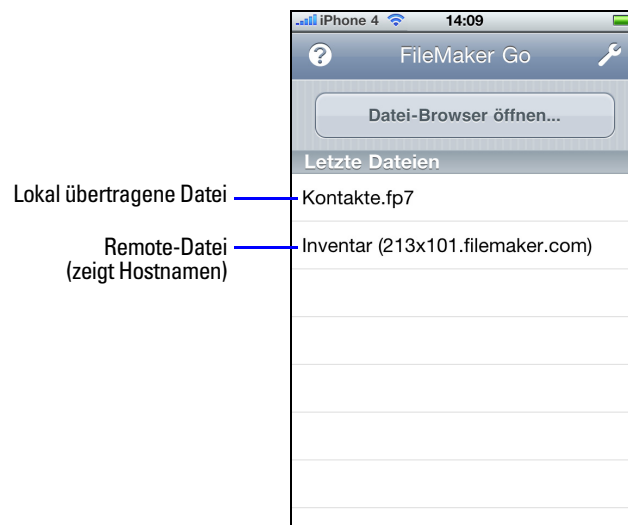 iPhone 4 14:09
FileMaker Go
Datei-Browser öffnen...
Letzte Dateien
Lokal übertragene Datei
Kontakte.fp7
Remote-Datei
(zeigt Hostnamen)
Inventar (213x101.filemaker.com)